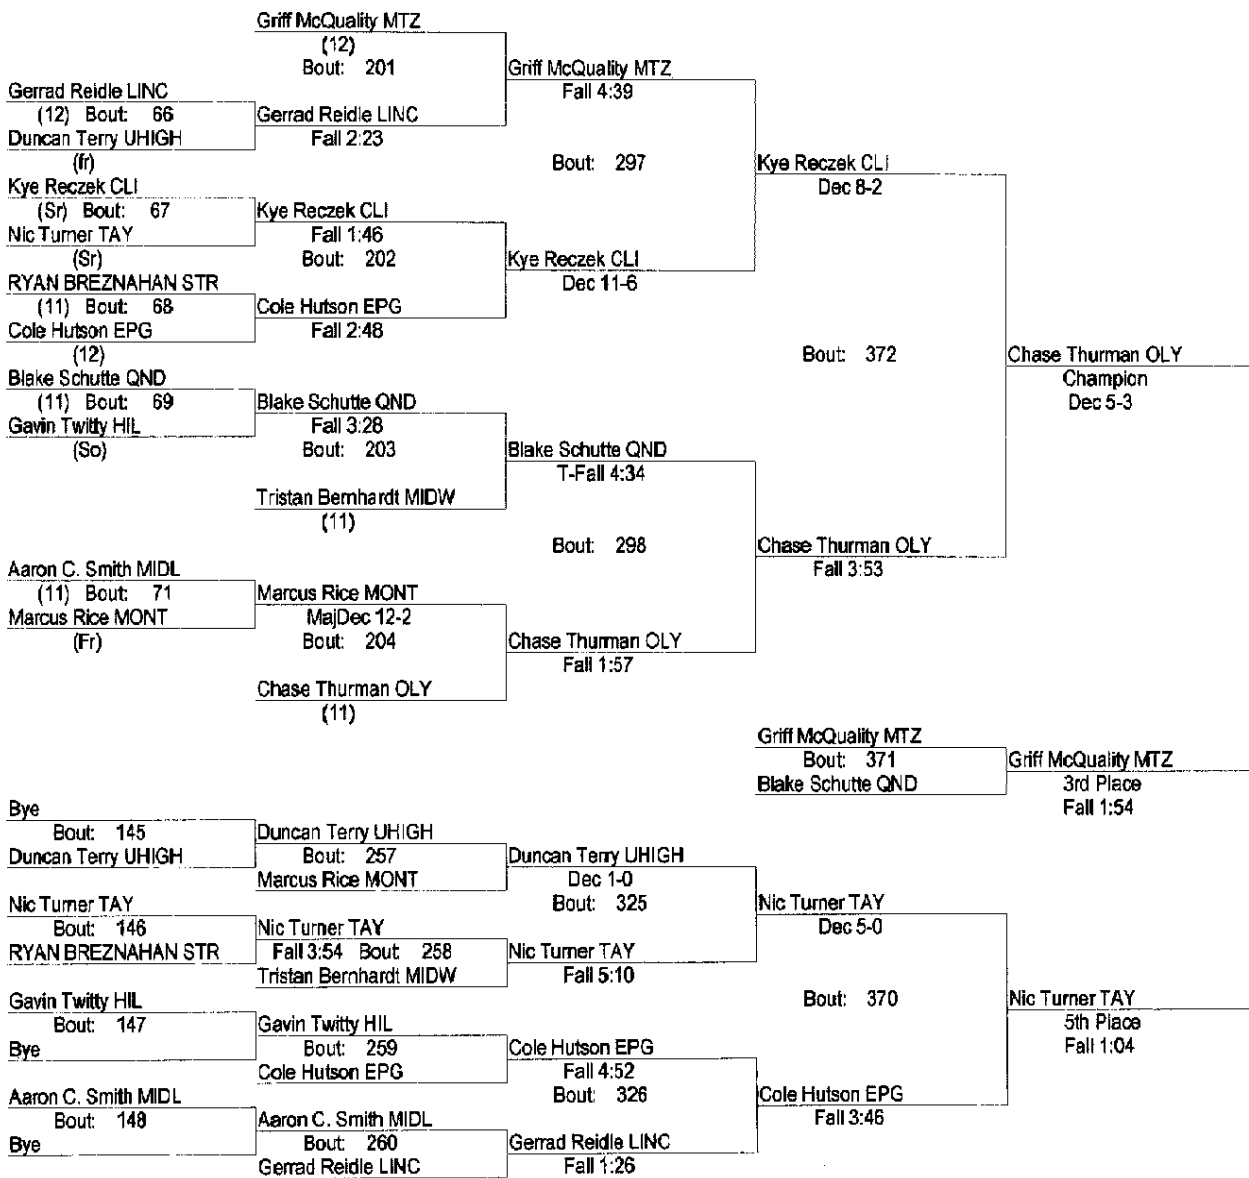 Griff McQuality MTZ
(12)
Bout: 201
Griff McQuality MTZ
Fall 4:39
Gerrad Reidle LINC
(12) Bout: 66
Gerrad Reidle LINC
Duncan Terry UHIGH
Fall 2:23
(fr)
Bout: 297
Kye Reczek CLI
Dec 8-2
Kye Reczek CLI
(Sr) Bout: 67
Kye Reczek CLI
Nic Turner TAY
Fall 1:46
(Sr)
Bout: 202
Kye Reczek CLI
Dec 11-6
RYAN BREZNAHAN STR
(11) Bout: 68
Cole Hutson EPG
Cole Hutson EPG
Fall 2:48
(12)
Bout: 372
Chase Thurman OLY
Champion
Dec 5-3
Blake Schutte QND
(11) Bout: 69
Blake Schutte QND
Gavin Twitty HIL
Fall 3:28
(So)
Bout: 203
Blake Schutte QND
T-Fall 4:34
Tristan Bernhardt MIDW
(11)
Bout: 298
Chase Thurman OLY
Fall 3:53
Aaron C. Smith MIDL
(11) Bout: 71
Marcus Rice MONT
Marcus Rice MONT
MajDec 12-2
(Fr)
Bout: 204
Chase Thurman OLY
Fall 1:57
Chase Thurman OLY
(11)
Griff McQuality MTZ
Bout: 371
Griff McQuality MTZ
Blake Schutte QND
3rd Place
Fall 1:54
Bye
Bout: 145
Duncan Terry UHIGH
Duncan Terry UHIGH
Bout: 257
Duncan Terry UHIGH
Marcus Rice MONT
Dec 1-0
Bout: 325
Nic Turner TAY
Dec 5-0
Nic Turner TAY
Bout: 146
Nic Turner TAY
RYAN BREZNAHAN STR
Fall 3:54 Bout: 258
Nic Turner TAY
Tristan Bernhardt MIDW
Fall 5:10
Bout: 370
Nic Turner TAY
5th Place
Fall 1:04
Gavin Twitty HIL
Bout: 147
Gavin Twitty HIL
Bye
Bout: 259
Cole Hutson EPG
Cole Hutson EPG
Fall 4:52
Bout: 326
Cole Hutson EPG
Fall 3:46
Aaron C. Smith MIDL
Bout: 148
Aaron C. Smith MIDL
Bye
Bout: 260
Gerrad Reidle LINC
Gerrad Reidle LINC
Fall 1:26